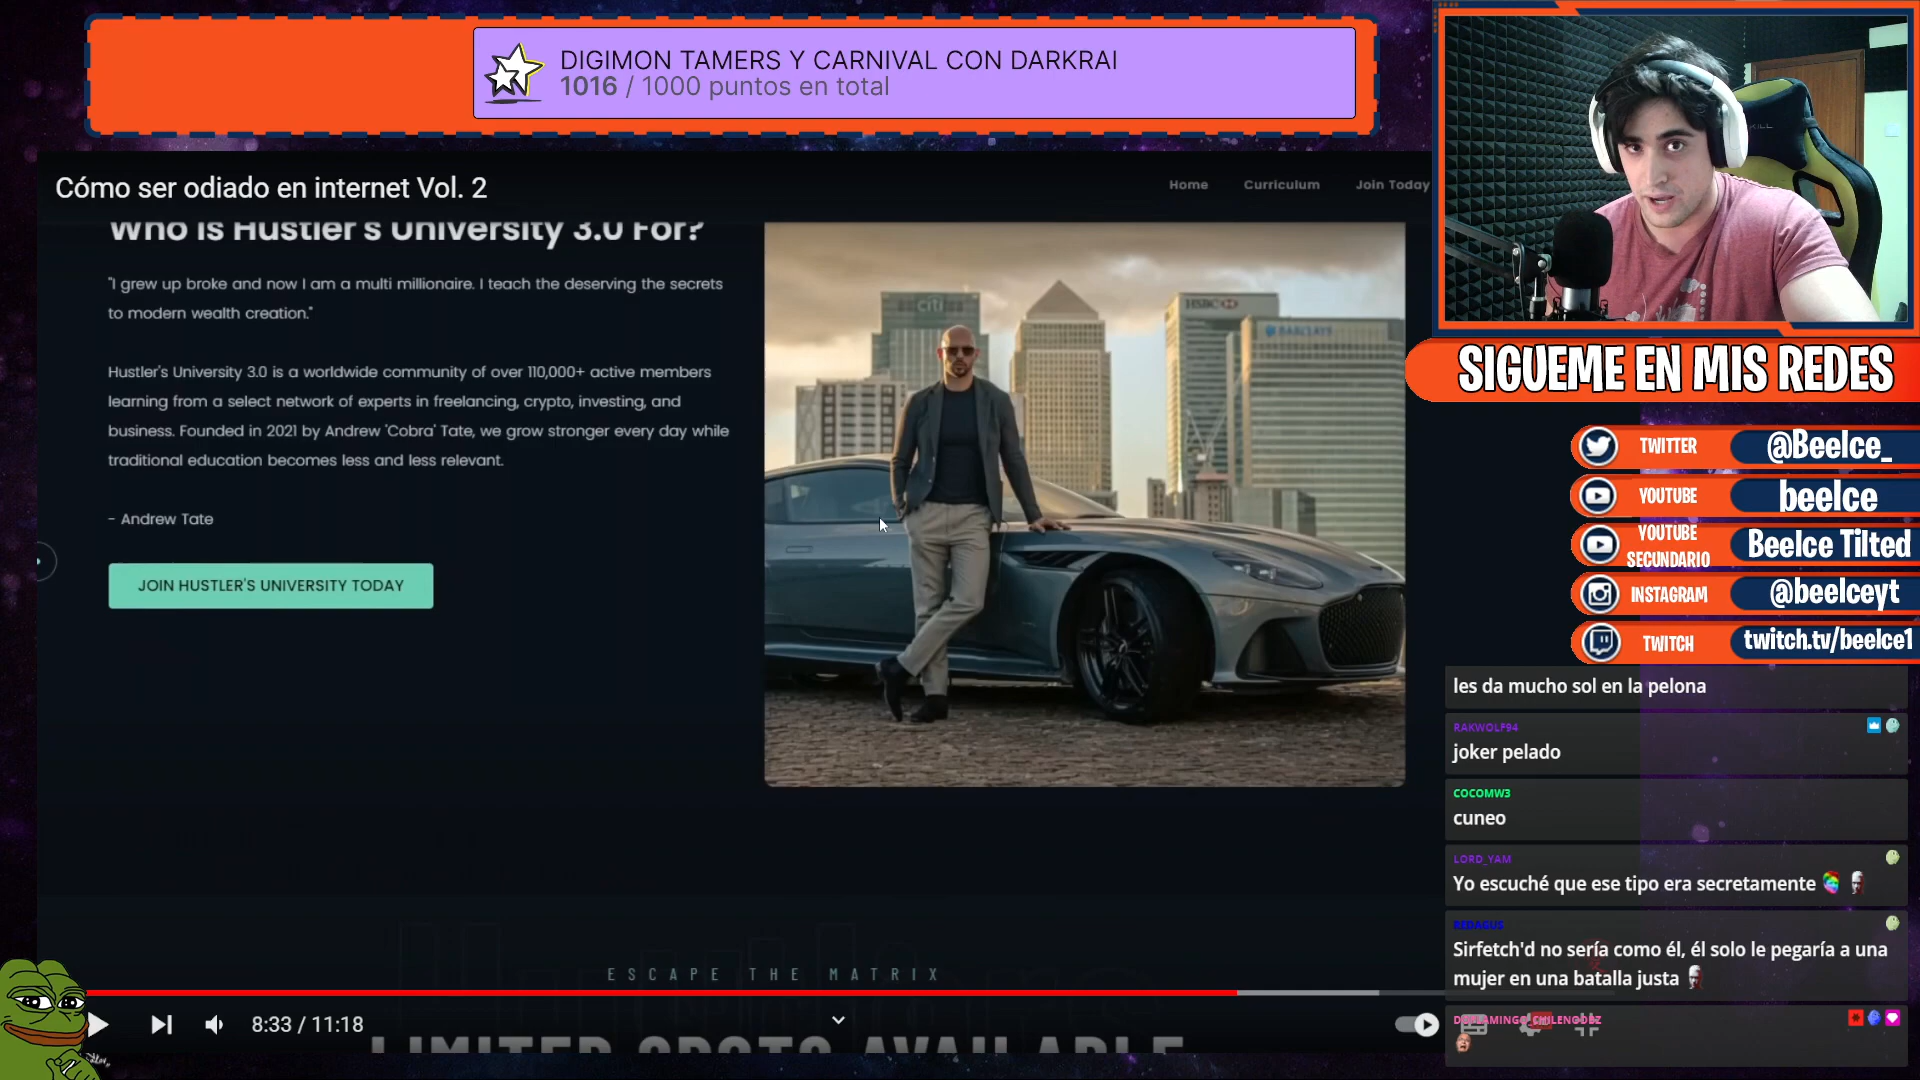 DIGIMON TAMERS Y CARNIVAL CON DARKRAI
1016 / 1000 puntos en total
Cómo ser odiado en internet Vol. 2
Home
Curriculum
Join Today
Who Is Hustler's University 3.0 For?
"I grew up broke and now I am a multi millionaire. I teach the deserving the secrets
to modern wealth creation."
Hustler's University 3.0 is a worldwide community of over 110,000+ active members
learning from a select network of experts in freelancing, crypto, investing, and
business. Founded in 2021 by Andrew 'Cobra' Tate, we grow stronger every day while
traditional education becomes less and less relevant.
- Andrew Tate
JOIN HUSTLER'S UNIVERSITY TODAY
citi
HSBC
BARCLAYS
ESCAPE THE MATRIX
LIMITED SPOTS AVAILABLE
8:33 / 11:18
SIGUEME EN MIS REDES
TWITTER
@Beelce_
YOUTUBE
beelce
YOUTUBE
SECUNDARIO
Beelce Tilted
INSTAGRAM
@beelceyt
TWITCH
twitch.tv/beelce1
les da mucho sol en la pelona
RAKWOLF94
joker pelado
COCOMW3
cuneo
LORD_YAM
Yo escuché que ese tipo era secretamente
REDAGUS
Sirfetch'd no sería como él, él solo le pegaría a una
mujer en una batalla justa